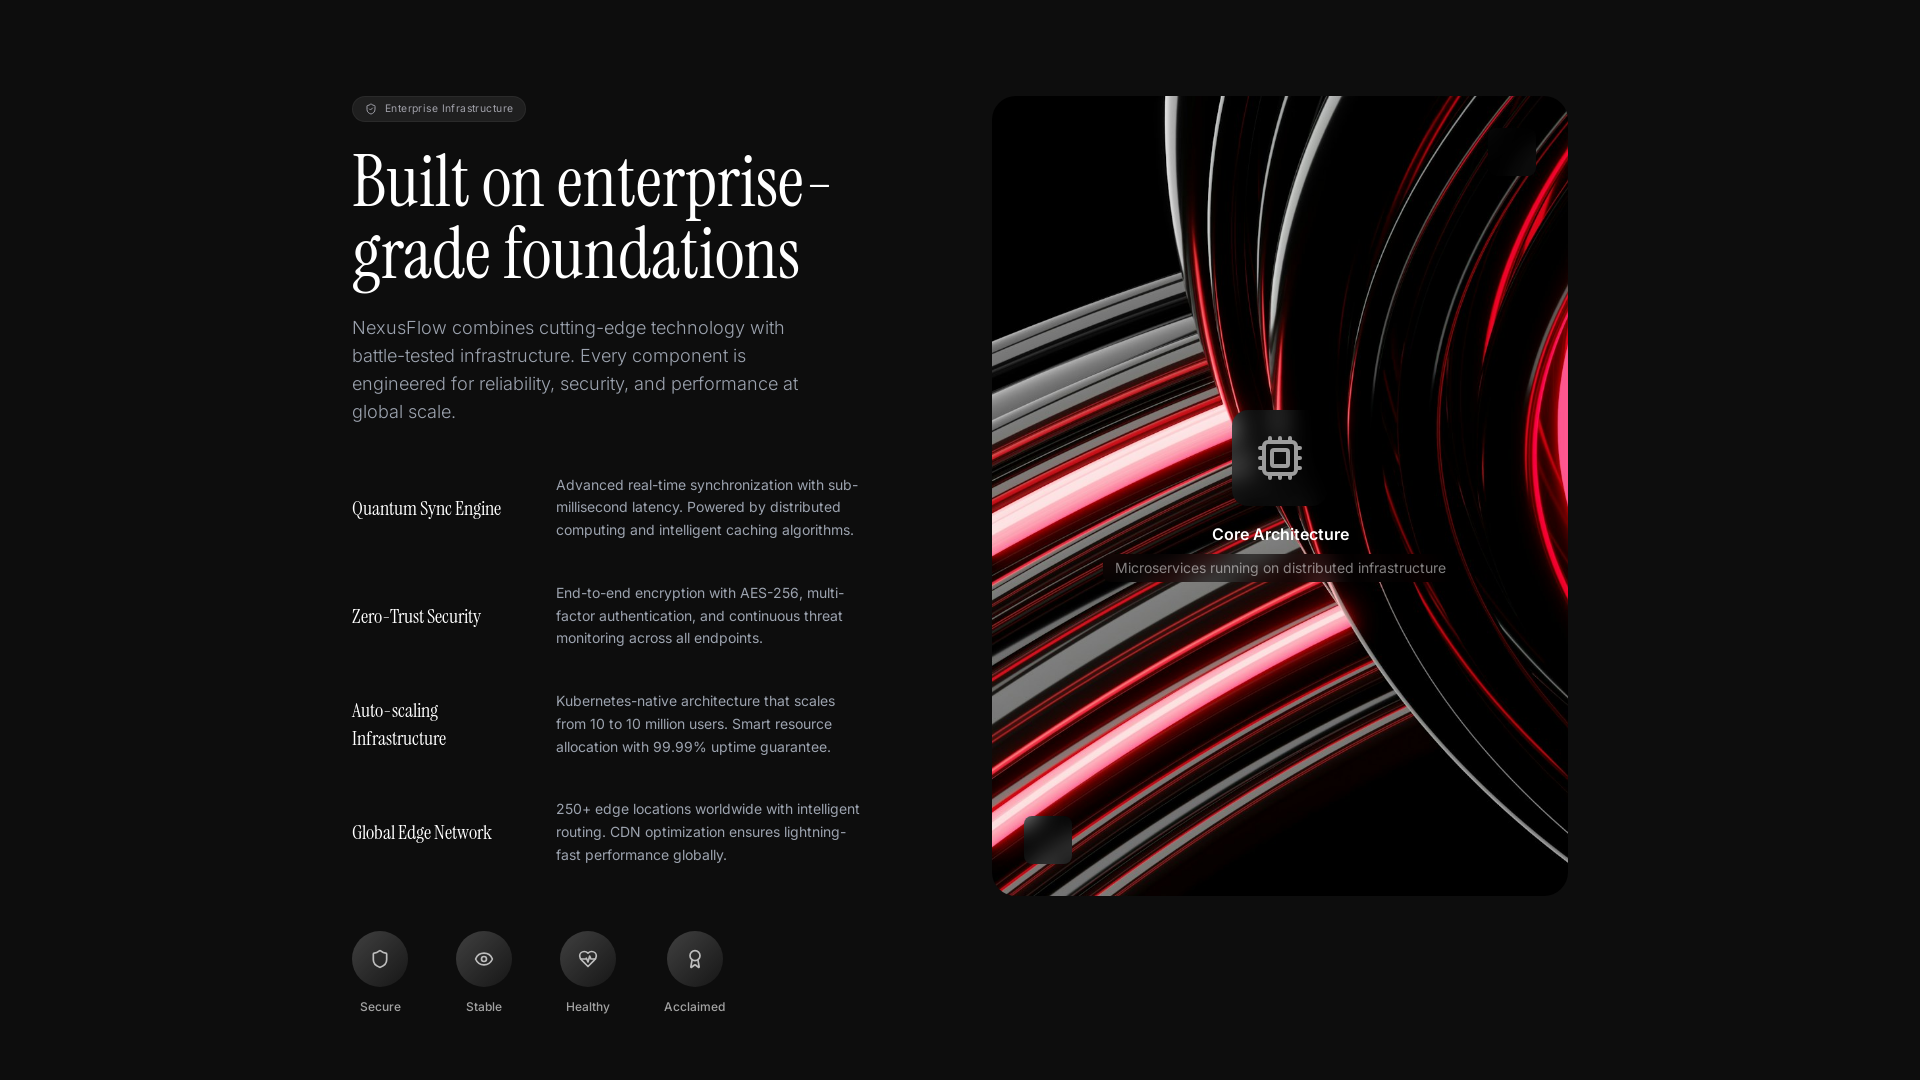 Enterprise Infrastructure
Built on enterprise-
grade foundations
NexusFlow combines cutting-edge technology with
battle-tested infrastructure. Every component is
engineered for reliability, security, and performance at
global scale.
Quantum Sync Engine
Advanced real-time synchronization with sub-
millisecond latency. Powered by distributed
computing and intelligent caching algorithms.
Zero-Trust Security
End-to-end encryption with AES-256, multi-
factor authentication, and continuous threat
monitoring across all endpoints.
Auto-scaling
Infrastructure
Kubernetes-native architecture that scales
from 10 to 10 million users. Smart resource
allocation with 99.99% uptime guarantee.
Global Edge Network
250+ edge locations worldwide with intelligent
routing. CDN optimization ensures lightning-
fast performance globally.
Secure
Stable
Healthy
Acclaimed
Core Architecture
Microservices running on distributed infrastructure